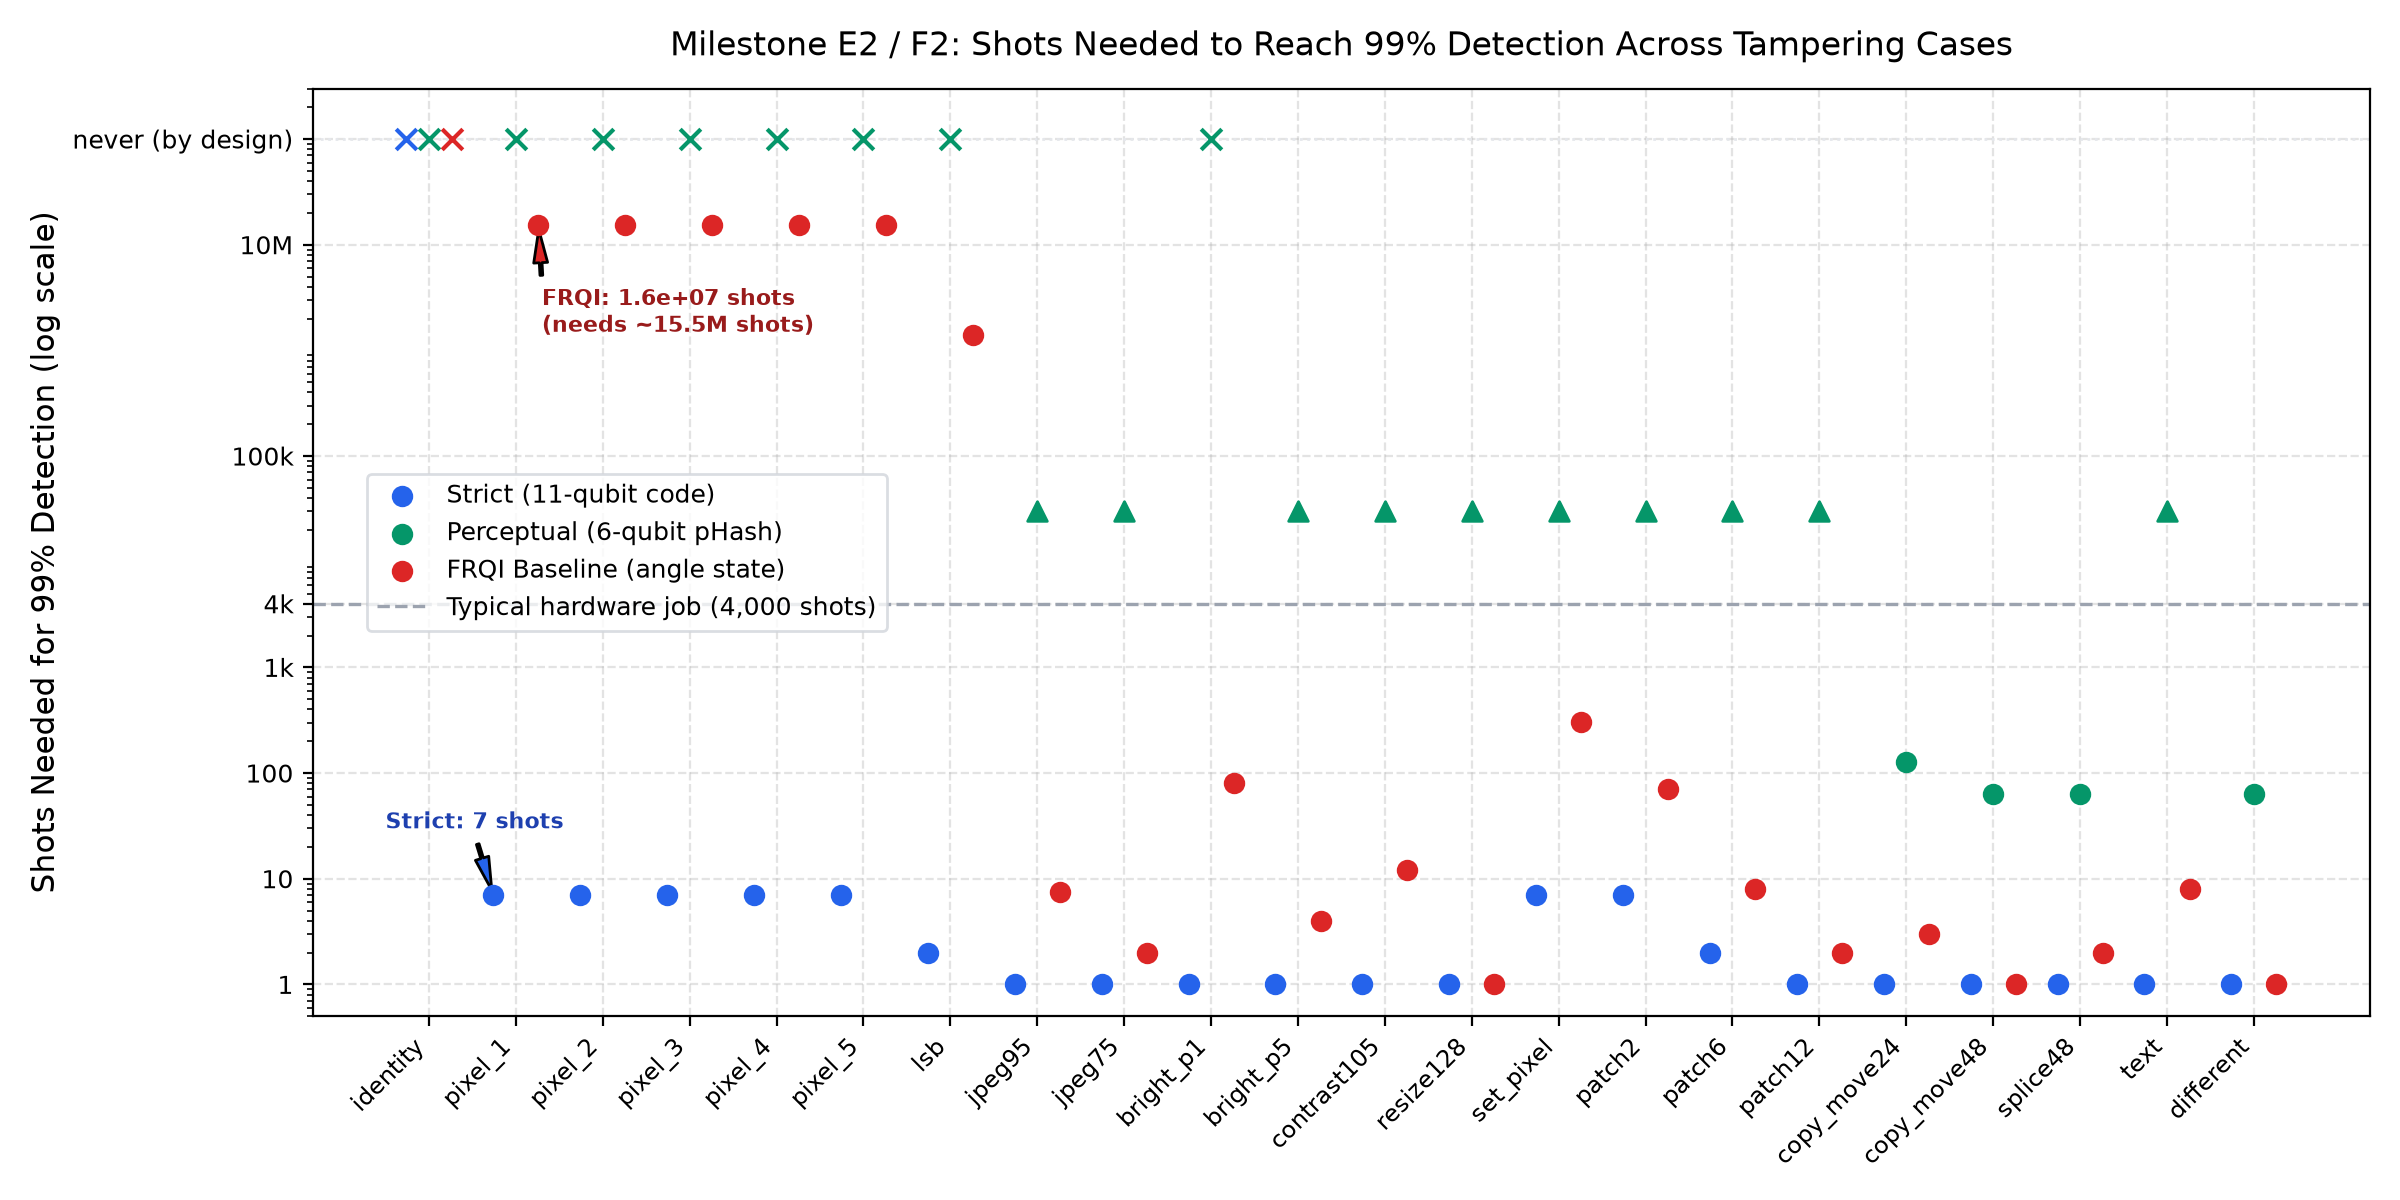 Milestone E2 / F2: Shots Needed to Reach 99% Detection Across Tampering Cases
Shots Needed for 99% Detection (log scale)
never (by design)
10M
100k
4k
1k
100
10
1
FRQI: 1.6e+07 shots
(needs ~15.5M shots)
Strict (11-qubit code)
Perceptual (6-qubit pHash)
FRQI Baseline (angle state)
Typical hardware job (4,000 shots)
Strict: 7 shots
identity
pixel_1
pixel_2
pixel_3
pixel_4
pixel_5
lsb
jpeg95
jpeg75
bright_p1
bright_p5
contrast105
resize128
set_pixel
patch2
patch6
patch12
copy_move24
copy_move48
splice48
text
different